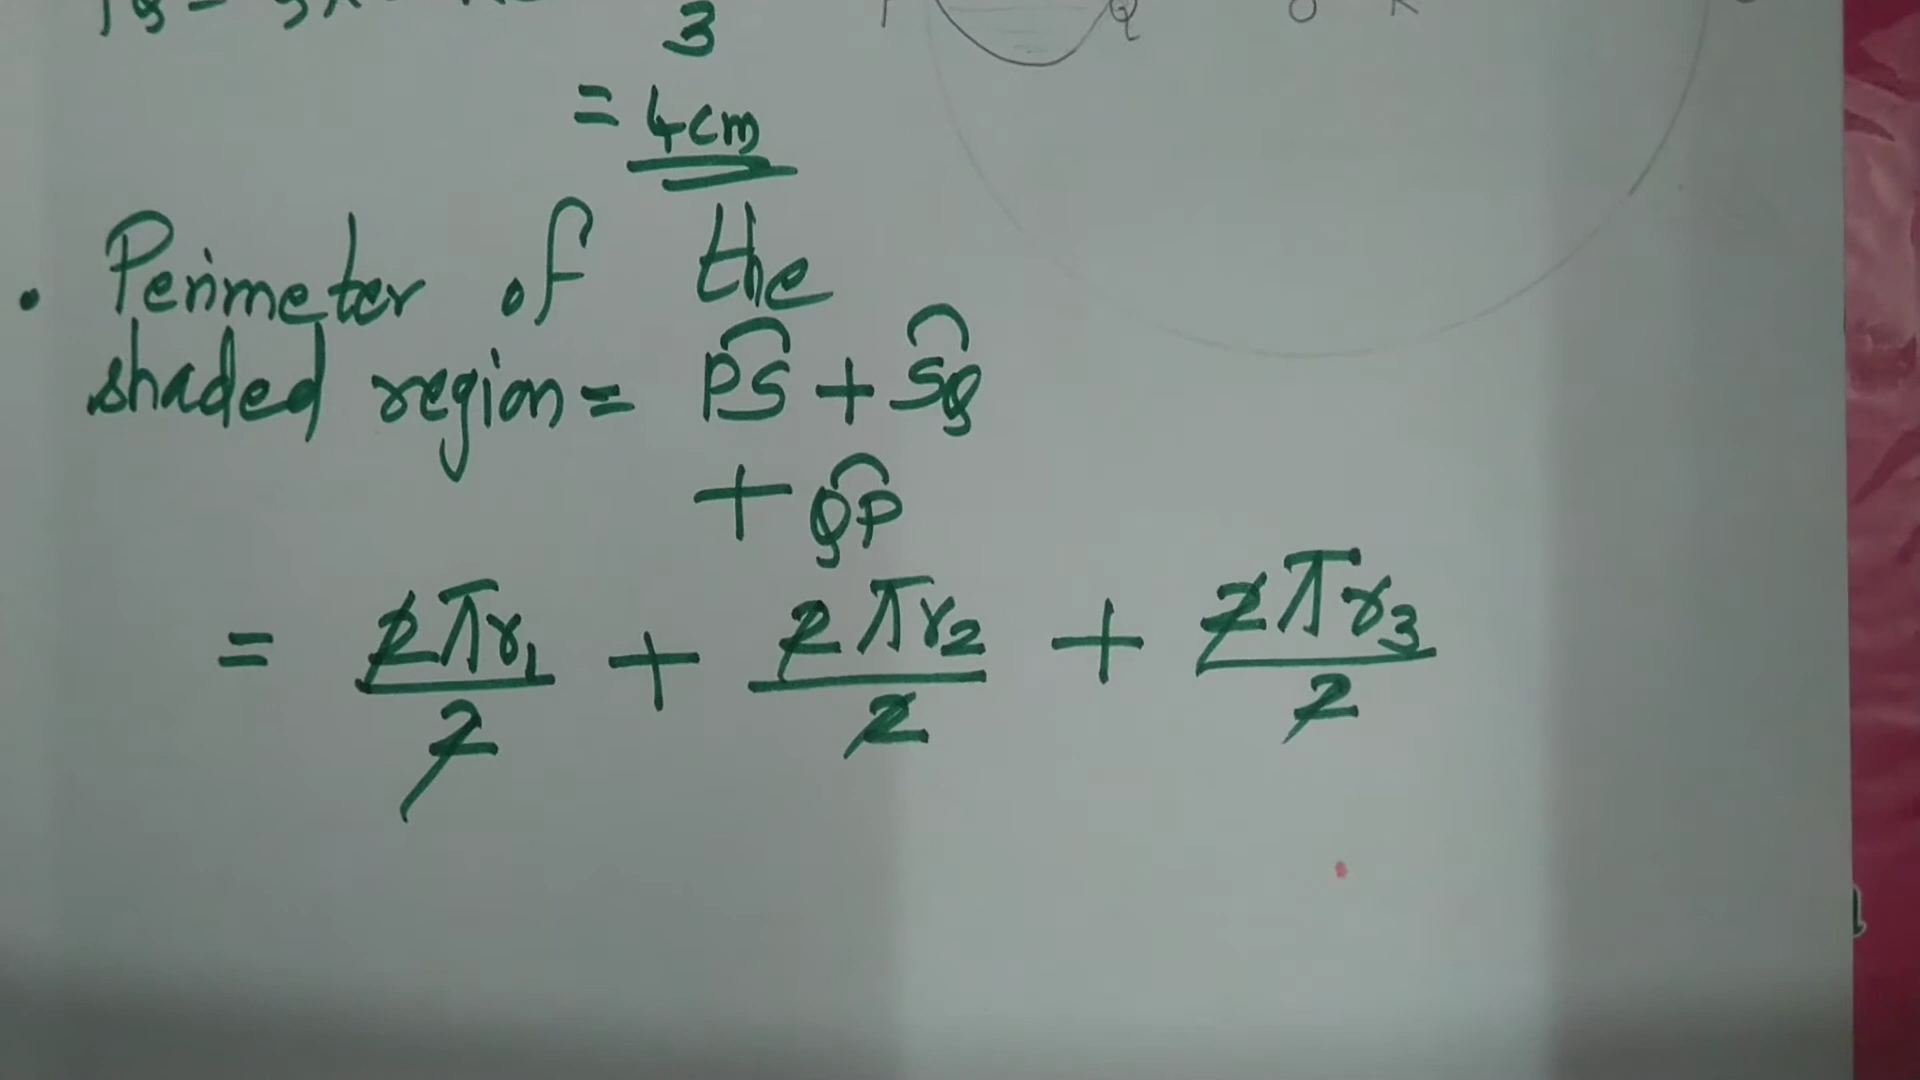 3
Q
= 4cm
• Perimeter of the
shaded region = PS + SQ
+ QP
= 2πr₁/2 + 2πr₂/2 + 2πr₃/2